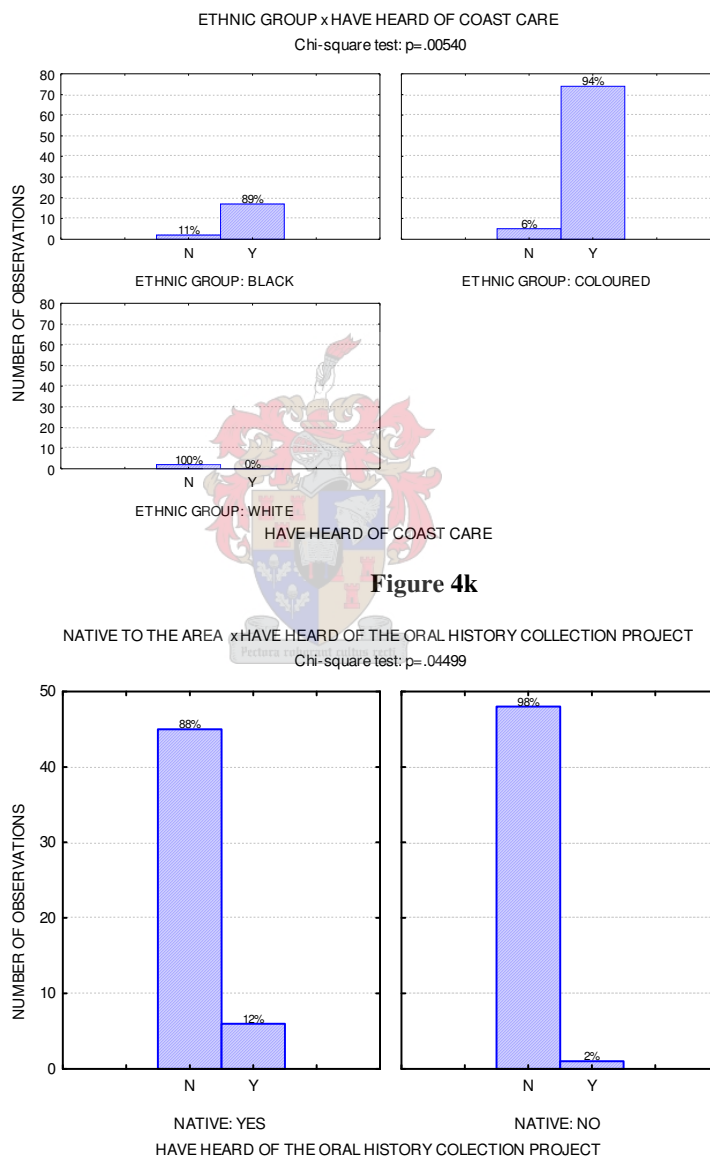 ETHNIC GROUP x HAVE HEARD OF COAST CARE
Chi-square test: p=.00540
NUMBER OF OBSERVATIONS
80
70
60
50
40
30
20
10
0
11%
89%
N Y
ETHNIC GROUP: BLACK
94%
6%
N Y
ETHNIC GROUP: COLOURED
80
70
60
50
40
30
20
10
0
100% 0%
N Y
ETHNIC GROUP: WHITE
HAVE HEARD OF COAST CARE
Figure 4k
NATIVE TO THE AREA x HAVE HEARD OF THE ORAL HISTORY COLLECTION PROJECT
Pectora roborant cultus recti
Chi-square test: p=.04499
NUMBER OF OBSERVATIONS
50
40
30
20
10
0
88%
12%
N Y
NATIVE: YES
98%
2%
N Y
NATIVE: NO
HAVE HEARD OF THE ORAL HISTORY COLECTION PROJECT